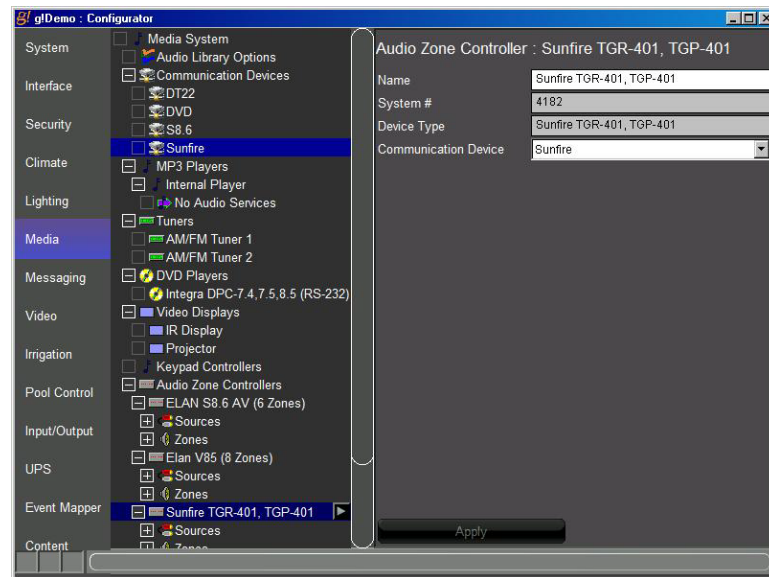 g! g!Demo : Configurator
System
Interface
Security
Climate
Lighting
Media
Messaging
Video
Irrigation
Pool Control
Input/Output
UPS
Event Mapper
Content
Media System
Audio Library Options
Communication Devices
DT22
DVD
S8.6
Sunfire
MP3 Players
Internal Player
No Audio Services
Tuners
AM/FM Tuner 1
AM/FM Tuner 2
DVD Players
Integra DPC-7.4,7.5,8.5 (RS-232)
Video Displays
IR Display
Projector
Keypad Controllers
Audio Zone Controllers
ELAN S8.6 AV (6 Zones)
Sources
Zones
Elan V85 (8 Zones)
Sources
Zones
Sunfire TGR-401, TGP-401
Sources
Zones
Audio Zone Controller : Sunfire TGR-401, TGP-401
Name Sunfire TGR-401, TGP-401
System # 4182
Device Type Sunfire TGR-401, TGP-401
Communication Device Sunfire
Apply